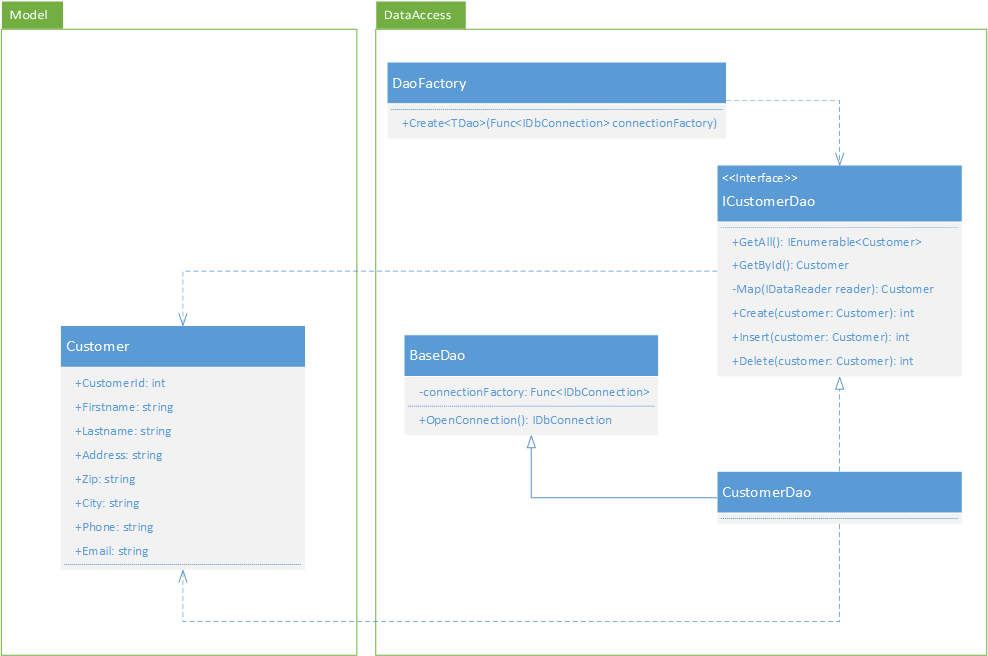 Model
DataAccess
DaoFactory
+Create<TDao>(Func<IDbConnection> connectionFactory)
<<Interface>>
ICustomerDao
+GetAll(): IEnumerable<Customer>
+GetById(): Customer
-Map(IDataReader reader): Customer
+Create(customer: Customer): int
+Insert(customer: Customer): int
+Delete(customer: Customer): int
Customer
+CustomerId: int
+Firstname: string
+Lastname: string
+Address: string
+Zip: string
+City: string
+Phone: string
+Email: string
BaseDao
-connectionFactory: Func<IDbConnection>
+OpenConnection(): IDbConnection
CustomerDao